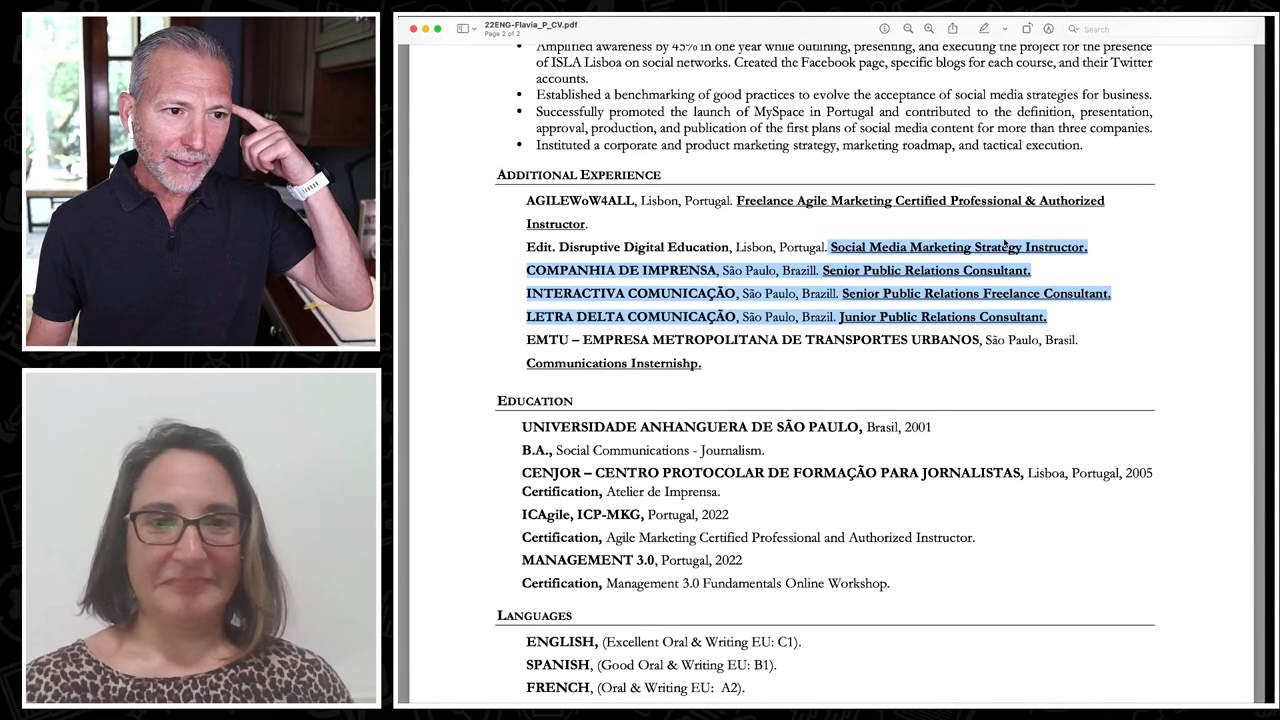 22ENG-Flavia_P_CV.pdf
Page 2 of 2
Search
• Amplified awareness by 45% in one year while outlining, presenting, and executing the project for the presence
of ISLA Lisboa on social networks. Created the Facebook page, specific blogs for each course, and their Twitter
accounts.
• Established a benchmarking of good practices to evolve the acceptance of social media strategies for business.
• Successfully promoted the launch of MySpace in Portugal and contributed to the definition, presentation,
approval, production, and publication of the first plans of social media content for more than three companies.
• Instituted a corporate and product marketing strategy, marketing roadmap, and tactical execution.
ADDITIONAL EXPERIENCE
AGILEWoW4ALL, Lisbon, Portugal. Freelance Agile Marketing Certified Professional & Authorized
Instructor.
Edit. Disruptive Digital Education, Lisbon, Portugal. Social Media Marketing Strategy Instructor.
COMPANHIA DE IMPRENSA, São Paulo, Brazill. Senior Public Relations Consultant.
INTERACTIVA COMUNICAÇÃO, São Paulo, Brazill. Senior Public Relations Freelance Consultant.
LETRA DELTA COMUNICAÇÃO, São Paulo, Brazil. Junior Public Relations Consultant.
EMTU – EMPRESA METROPOLITANA DE TRANSPORTES URBANOS, São Paulo, Brasil.
Communications Insternishp.
EDUCATION
UNIVERSIDADE ANHANGUERA DE SÃO PAULO, Brasil, 2001
B.A., Social Communications - Journalism.
CENJOR – CENTRO PROTOCOLAR DE FORMAÇÃO PARA JORNALISTAS, Lisboa, Portugal, 2005
Certification, Atelier de Imprensa.
ICAgile, ICP-MKG, Portugal, 2022
Certification, Agile Marketing Certified Professional and Authorized Instructor.
MANAGEMENT 3.0, Portugal, 2022
Certification, Management 3.0 Fundamentals Online Workshop.
LANGUAGES
ENGLISH, (Excellent Oral & Writing EU: C1).
SPANISH, (Good Oral & Writing EU: B1).
FRENCH, (Oral & Writing EU: A2).